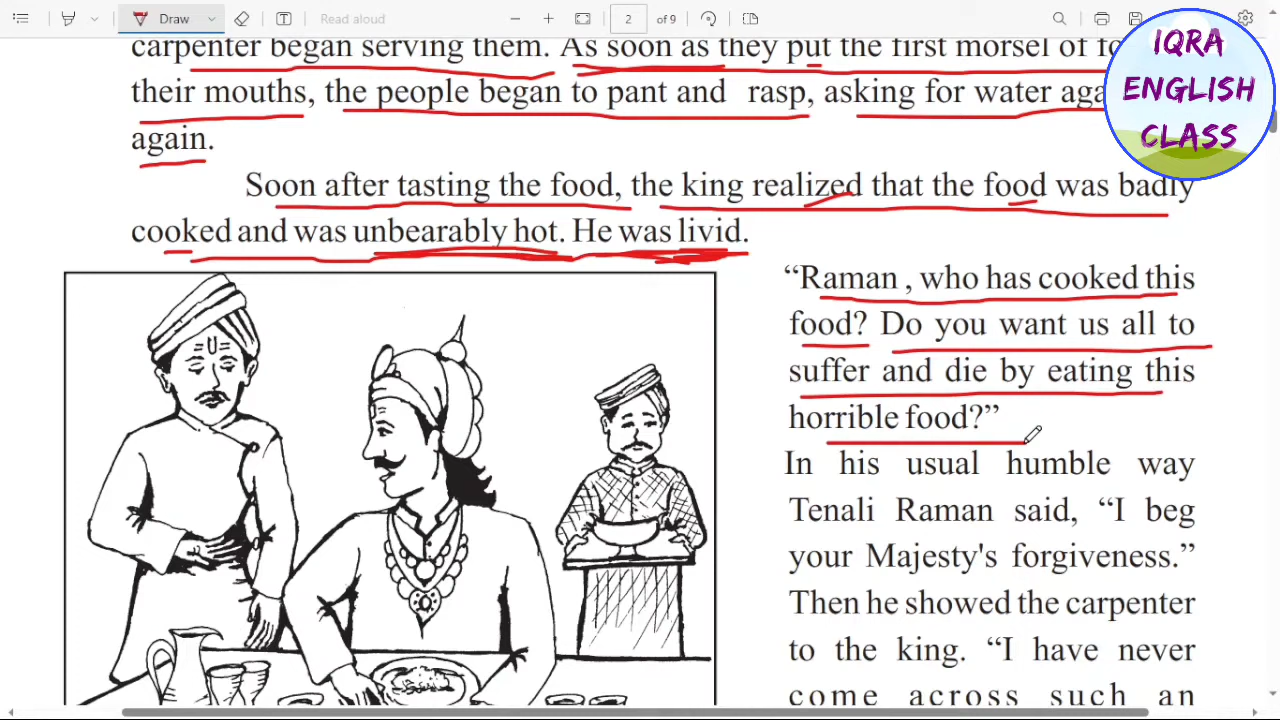 Draw
Read aloud
2
of 9
IQRA
ENGLISH
CLASS
carpenter began serving them. As soon as they put the first morsel of
their mouths, the people began to pant and rasp, asking for water
again.
Soon after tasting the food, the king realized that the food was badly
cooked and was unbearably hot. He was livid.
“Raman , who has cooked this
food? Do you want us all to
suffer and die by eating this
horrible food?”
In his usual humble way
Tenali Raman said, “I beg
your Majesty's forgiveness.”
Then he showed the carpenter
to the king. “I have never
come across such an